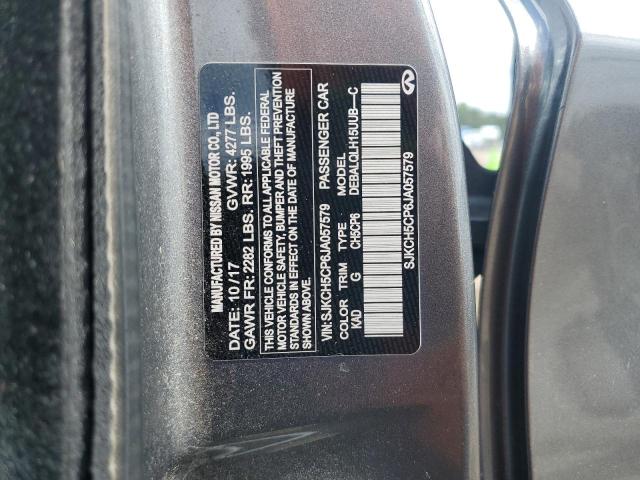 MANUFACTURED BY NISSAN MOTOR CO., LTD
DATE: 10/17 GVWR: 4277 LBS.
GAWR FR: 2282 LBS. RR: 1995 LBS.
THIS VEHICLE CONFORMS TO ALL APPLICABLE FEDERAL
MOTOR VEHICLE SAFETY, BUMPER AND THEFT PREVENTION
STANDARDS IN EFFECT ON THE DATE OF MANUFACTURE
SHOWN ABOVE.
VIN:SJKCH5CP6JA057579 PASSENGER CAR
COLOR TRIM TYPE MODEL
KAD G CH5CP6 DEBALQLH15UUB—C
SJKCH5CP6JA057579